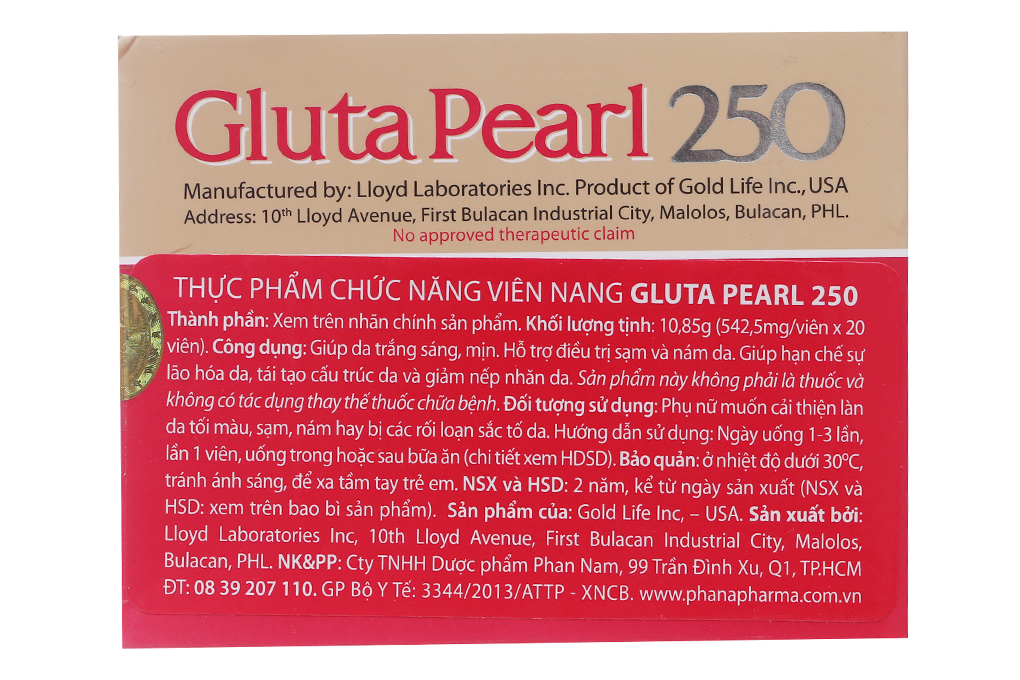 Gluta Pearl 250
Manufactured by: Lloyd Laboratories Inc. Product of Gold Life Inc., USA
Address: 10th Lloyd Avenue, First Bulacan Industrial City, Malolos, Bulacan, PHL.
No approved therapeutic claim
THỰC PHẨM CHỨC NĂNG VIÊN NANG GLUTA PEARL 250
Thành phần: Xem trên nhãn chính sản phẩm. Khối lượng tịnh: 10,85g (542,5mg/viên x 20
viên). Công dụng: Giúp da trắng sáng, mịn. Hỗ trợ điều trị sạm và nám da. Giúp hạn chế sự
lão hóa da, tái tạo cấu trúc da và giảm nếp nhăn da. Sản phẩm này không phải là thuốc và
không có tác dụng thay thế thuốc chữa bệnh. Đối tượng sử dụng: Phụ nữ muốn cải thiện làn
da tối màu, sạm, nám hay bị các rối loạn sắc tố da. Hướng dẫn sử dụng: Ngày uống 1-3 lần,
lần 1 viên, uống trong hoặc sau bữa ăn (chi tiết xem HDSD). Bảo quản: ở nhiệt độ dưới 30ºC,
tránh ánh sáng, để xa tầm tay trẻ em. NSX và HSD: 2 năm, kể từ ngày sản xuất (NSX và
HSD: xem trên bao bì sản phẩm). Sản phẩm của: Gold Life Inc, – USA. Sản xuất bởi:
Lloyd Laboratories Inc, 10th Lloyd Avenue, First Bulacan Industrial City, Malolos,
Bulacan, PHL. NK&PP: Cty TNHH Dược phẩm Phan Nam, 99 Trần Đình Xu, Q1, TP.HCM
ĐT: 08 39 207 110. GP Bộ Y Tế: 3344/2013/ATTP - XNCB. www.phanapharma.com.vn